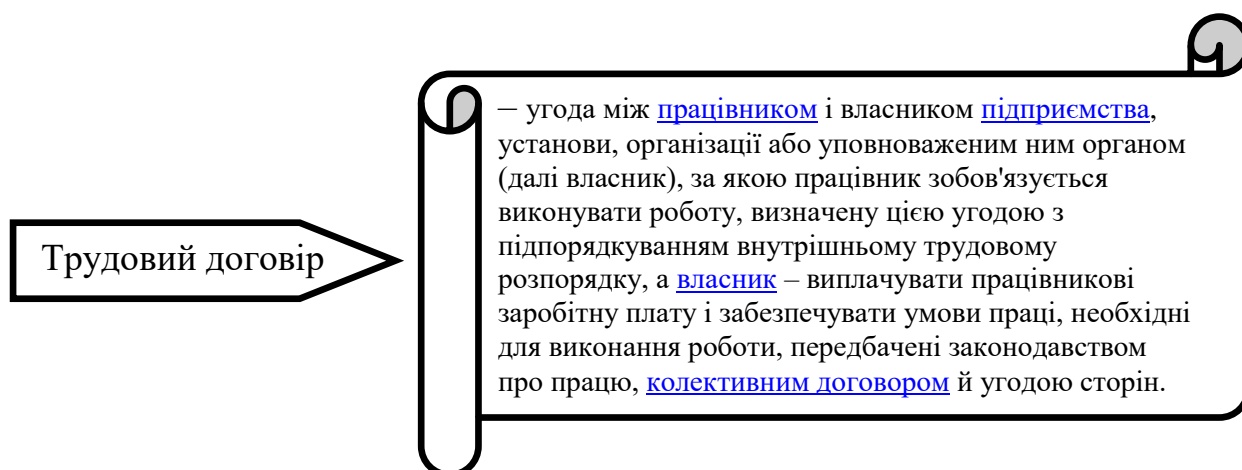 Трудовий договір
– угода між працівником і власником підприємства,
установи, організації або уповноваженим ним органом
(далі власник), за якою працівник зобов'язується
виконувати роботу, визначену цією угодою з
підпорядкуванням внутрішньому трудовому
розпорядку, а власник – виплачувати працівникові
заробітну плату і забезпечувати умови праці, необхідні
для виконання роботи, передбачені законодавством
про працю, колективним договором й угодою сторін.